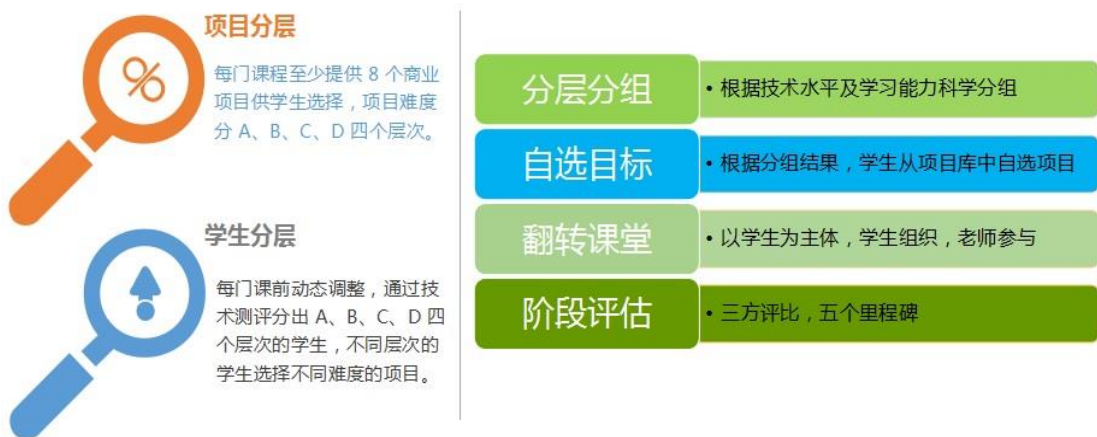 项目分层
每门课程至少提供 8 个商业
项目供学生选择，项目难度
分 A、B、C、D 四个层次。
学生分层
每门课前动态调整，通过技
术测评分出 A、B、C、D 四
个层次的学生，不同层次的
学生选择不同难度的项目。
分层分组
• 根据技术水平及学习能力科学分组
自选目标
• 根据分组结果，学生从项目库中自选项目
翻转课堂
• 以学生为主体，学生组织，老师参与
阶段评估
• 三方评比，五个里程碑